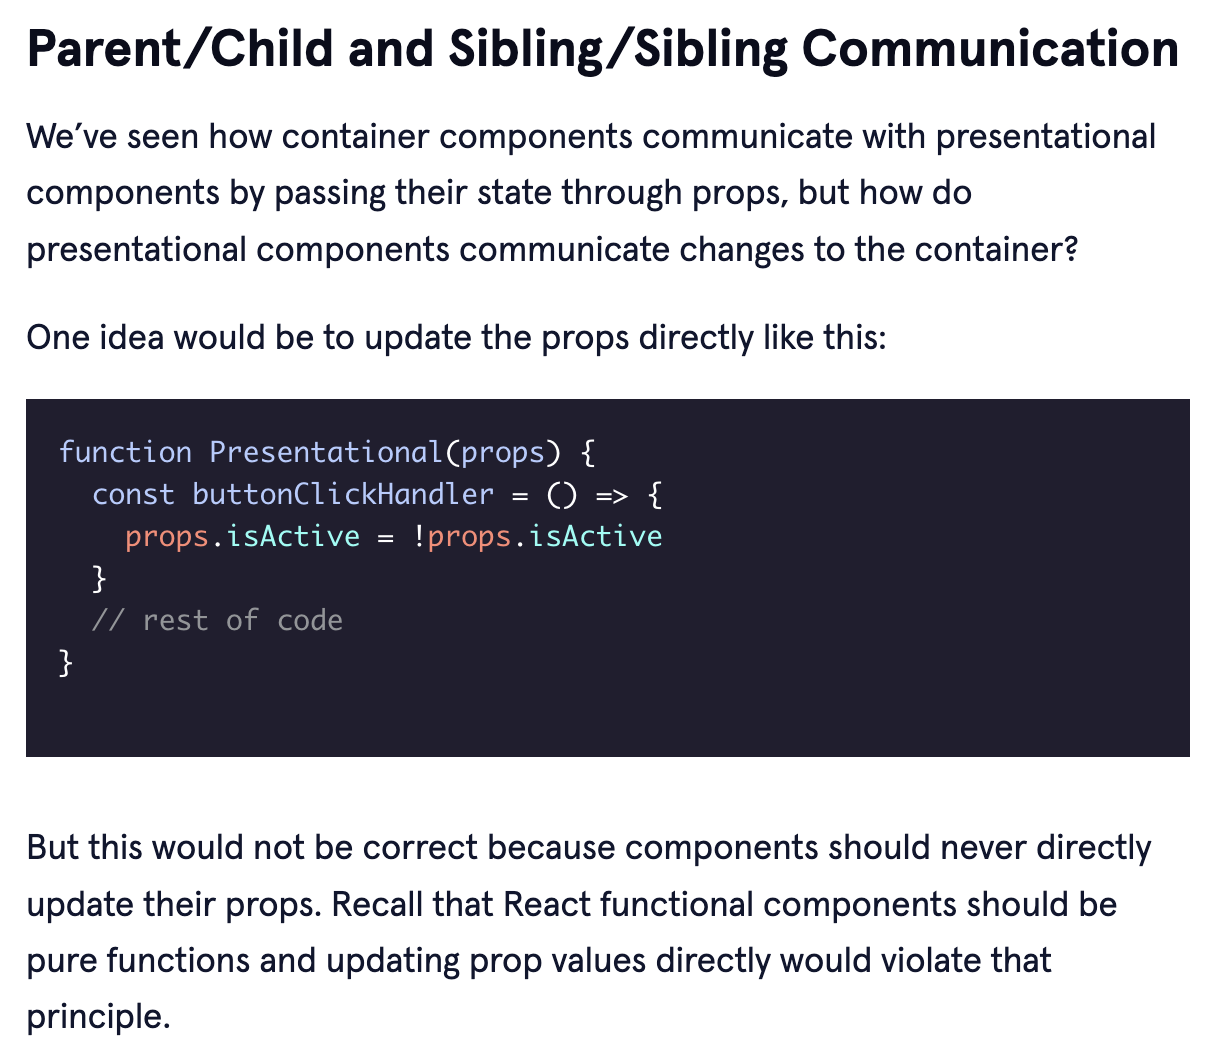 Parent/Child and Sibling/Sibling Communication
We’ve seen how container components communicate with presentational
components by passing their state through props, but how do
presentational components communicate changes to the container?
One idea would be to update the props directly like this:
function Presentational(props) {
  const buttonClickHandler = () => {
    props.isActive = !props.isActive
  }
  // rest of code
}
But this would not be correct because components should never directly
update their props. Recall that React functional components should be
pure functions and updating prop values directly would violate that
principle.